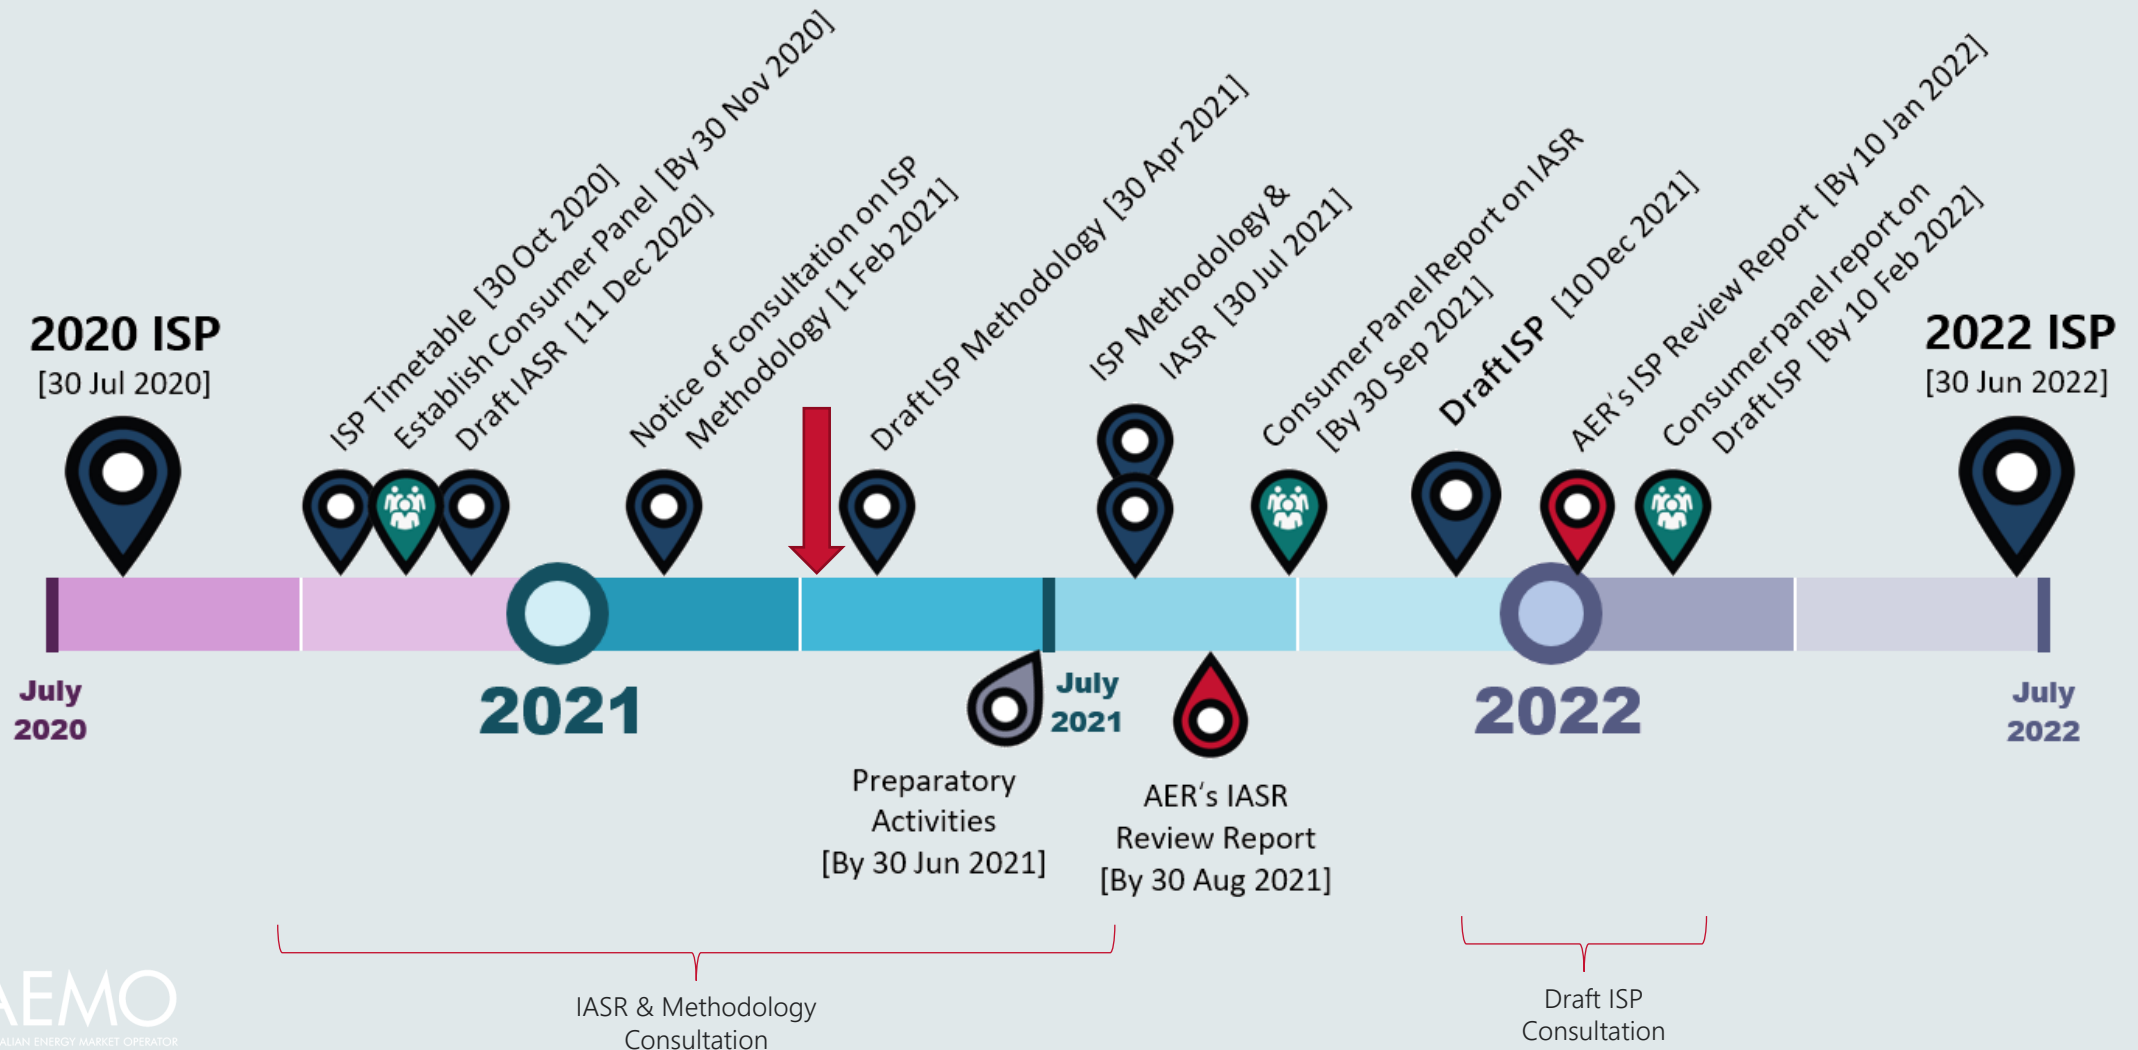 2020 ISP
[30 Jul 2020]
ISP Timetable [30 Oct 2020]
Establish Consumer Panel [By 30 Nov 2020]
Draft IASR [11 Dec 2020]
Notice of consultation on ISP
Methodology [1 Feb 2021]
Draft ISP Methodology [30 Apr 2021]
ISP Methodology &
IASR [30 Jul 2021]
Consumer Panel Report on IASR
[By 30 Sep 2021]
Draft ISP [10 Dec 2021]
AER's ISP Review Report [By 10 Jan 2022]
Consumer panel report on
Draft ISP [By 10 Feb 2022]
2022 ISP
[30 Jun 2022]
July
2020
2021
July
2021
2022
July
2022
Preparatory
Activities
[By 30 Jun 2021]
AER's IASR
Review Report
[By 30 Aug 2021]
IASR & Methodology
Consultation
Draft ISP
Consultation
AEMO
ALIAN ENERGY MARKET OPERATOR